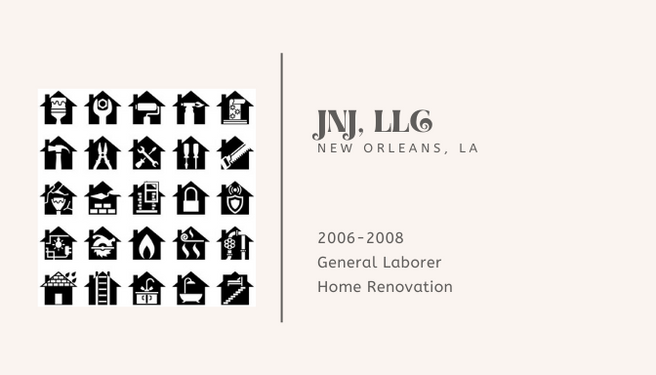 JNJ, LLC
NEW ORLEANS, LA
2006-2008
General Laborer
Home Renovation